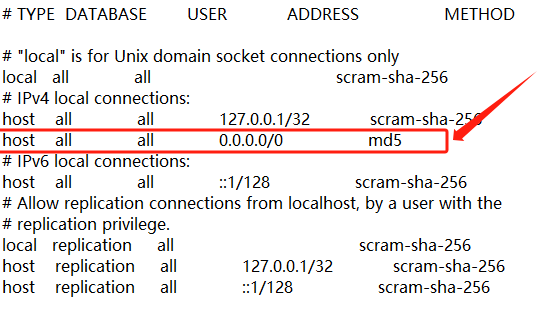 # TYPE DATABASE USER ADDRESS METHOD
# "local" is for Unix domain socket connections only
local all all scram-sha-256
# IPv4 local connections:
host all all 127.0.0.1/32 scram-sha-256
host all all 0.0.0.0/0 md5
# IPv6 local connections:
host all all ::1/128 scram-sha-256
# Allow replication connections from localhost, by a user with the
# replication privilege.
local replication all scram-sha-256
host replication all 127.0.0.1/32 scram-sha-256
host replication all ::1/128 scram-sha-256